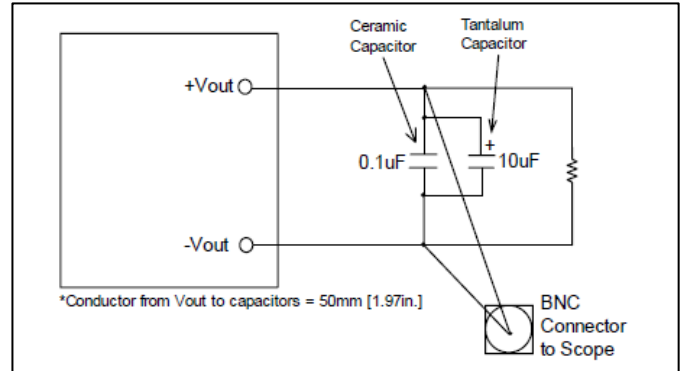 Ceramic
Capacitor
Tantalum
Capacitor
+Vout
+
0.1uF
10uF
-Vout
*Conductor from Vout to capacitors = 50mm [1.97in.]
BNC
Connector
to Scope